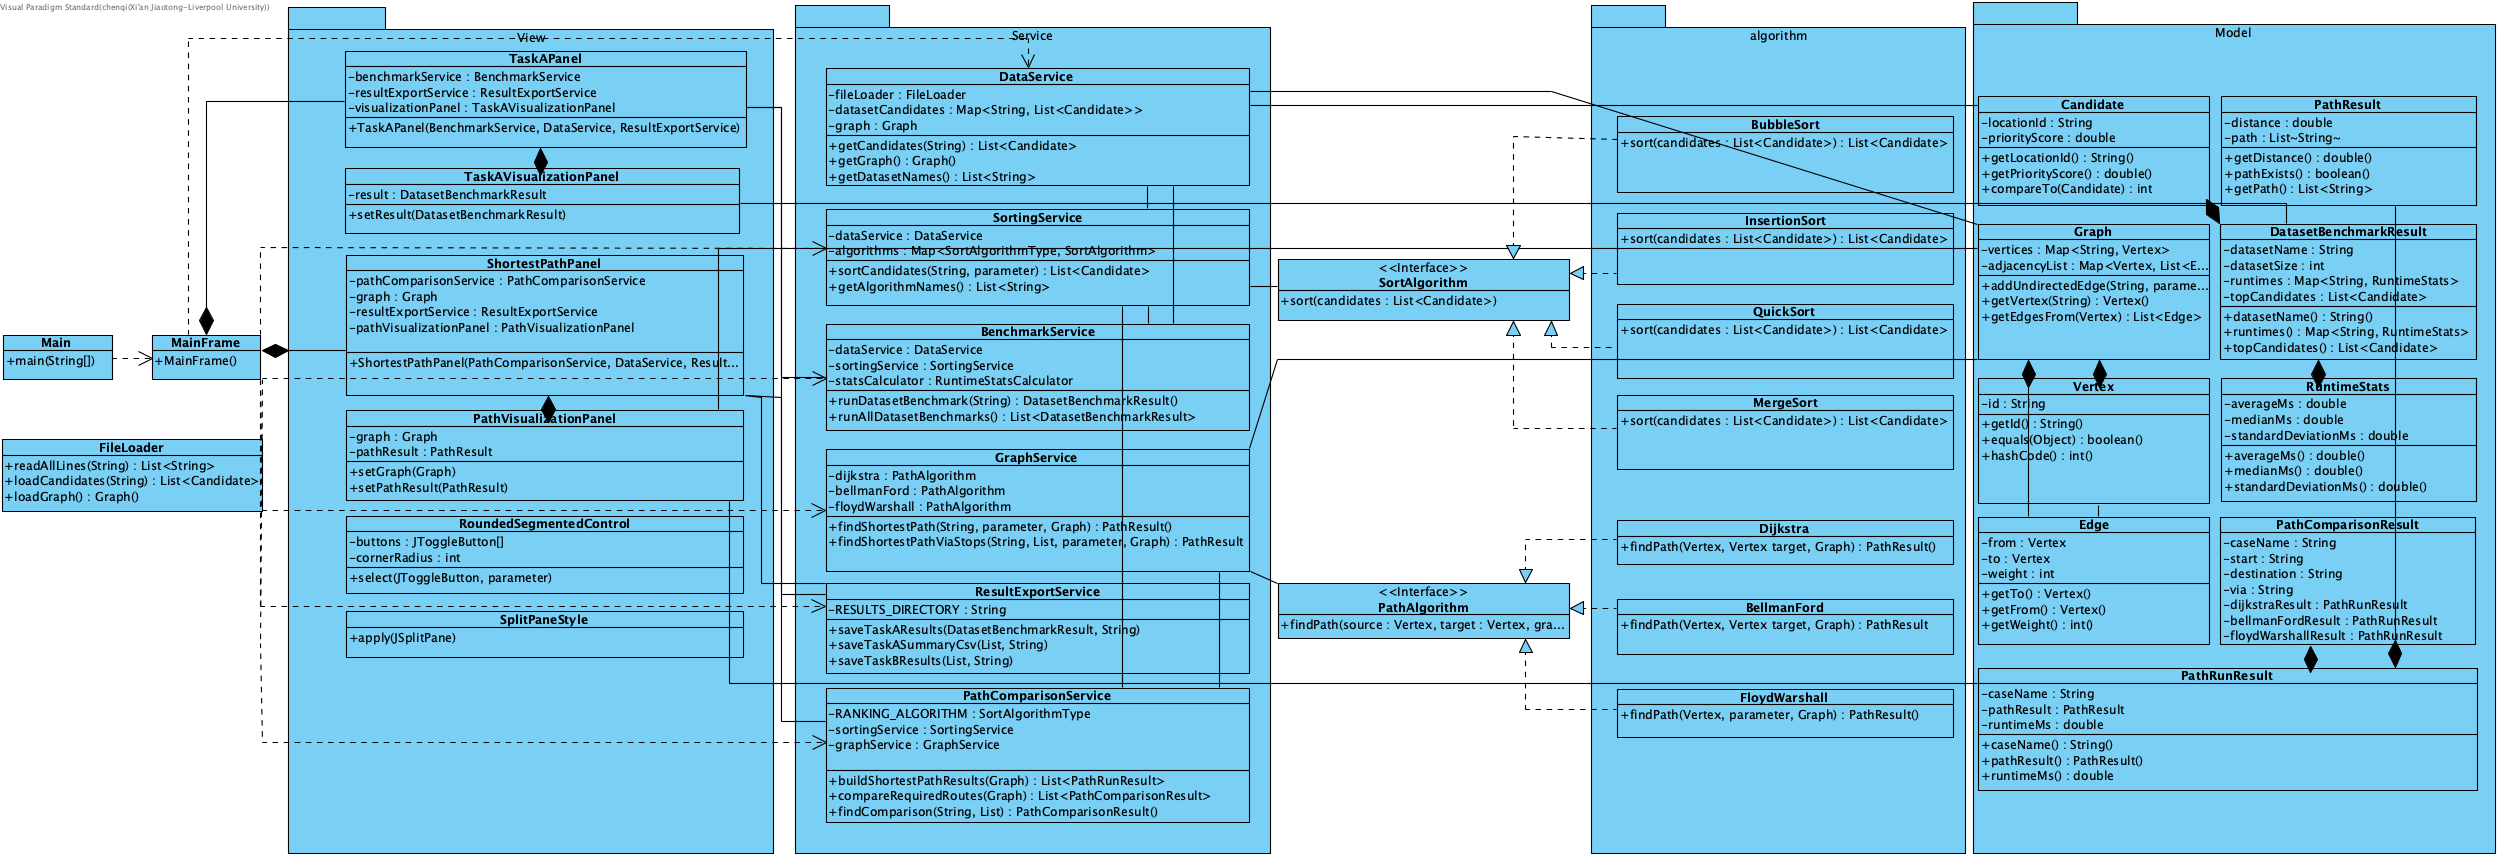 Visual Paradigm Standard(chenqi(Xi'an Jiaotong-Liverpool University))
View
TaskAPanel
-benchmarkService : BenchmarkService
-resultExportService : ResultExportService
-visualizationPanel : TaskAVisualizationPanel
+TaskAPanel(BenchmarkService, DataService, ResultExportService)
TaskAVisualizationPanel
-result : DatasetBenchmarkResult
+setResult(DatasetBenchmarkResult)
ShortestPathPanel
-pathComparisonService : PathComparisonService
-graph : Graph
-resultExportService : ResultExportService
-pathVisualizationPanel : PathVisualizationPanel
+ShortestPathPanel(PathComparisonService, DataService, Result...
PathVisualizationPanel
-graph : Graph
-pathResult : PathResult
+setGraph(Graph)
+setPathResult(PathResult)
RoundedSegmentedControl
-buttons : JToggleButton[]
-cornerRadius : int
+select(JToggleButton, parameter)
SplitPaneStyle
+apply(JSplitPane)
Main
+main(String[])
MainFrame
+MainFrame()
FileLoader
+readAllLines(String) : List<String>
+loadCandidates(String) : List<Candidate>
+loadGraph() : Graph()
Service
DataService
-fileLoader : FileLoader
-datasetCandidates : Map<String, List<Candidate>>
-graph : Graph
+getCandidates(String) : List<Candidate>
+getGraph() : Graph()
+getDatasetNames() : List<String>
SortingService
-dataService : DataService
-algorithms : Map<SortAlgorithmType, SortAlgorithm>
+sortCandidates(String, parameter) : List<Candidate>
+getAlgorithmNames() : List<String>
BenchmarkService
-dataService : DataService
-sortingService : SortingService
-statsCalculator : RuntimeStatsCalculator
+runDatasetBenchmark(String) : DatasetBenchmarkResult()
+runAllDatasetBenchmarks() : List<DatasetBenchmarkResult>
GraphService
-dijkstra : PathAlgorithm
-bellmanFord : PathAlgorithm
-floydWarshall : PathAlgorithm
+findShortestPath(String, parameter, Graph) : PathResult()
+findShortestPathViaStops(String, List, parameter, Graph) : PathResult
ResultExportService
-RESULTS_DIRECTORY : String
+saveTaskAResults(DatasetBenchmarkResult, String)
+saveTaskASummaryCsv(List, String)
+saveTaskBResults(List, String)
PathComparisonService
-RANKING_ALGORITHM : SortAlgorithmType
-sortingService : SortingService
-graphService : GraphService
+buildShortestPathResults(Graph) : List<PathRunResult>
+compareRequiredRoutes(Graph) : List<PathComparisonResult>
+findComparison(String, List) : PathComparisonResult()
<<Interface>>
SortAlgorithm
+sort(candidates : List<Candidate>)
<<Interface>>
PathAlgorithm
+findPath(source : Vertex, target : Vertex, gra...
algorithm
BubbleSort
+sort(candidates : List<Candidate>) : List<Candidate>
InsertionSort
+sort(candidates : List<Candidate>) : List<Candidate>
QuickSort
+sort(candidates : List<Candidate>) : List<Candidate>
MergeSort
+sort(candidates : List<Candidate>) : List<Candidate>
Dijkstra
+findPath(Vertex, Vertex target, Graph) : PathResult()
BellmanFord
+findPath(Vertex, Vertex target, Graph) : PathResult
FloydWarshall
+findPath(Vertex, parameter, Graph) : PathResult()
Model
Candidate
-locationId : String
-priorityScore : double
+getLocationId() : String()
+getPriorityScore() : double()
+compareTo(Candidate) : int
PathResult
-distance : double
-path : List~String~
+getDistance() : double()
+pathExists() : boolean()
+getPath() : List<String>
Graph
-vertices : Map<String, Vertex>
-adjacencyList : Map<Vertex, List<E...
+addUndirectedEdge(String, parame...
+getVertex(String) : Vertex()
+getEdgesFrom(Vertex) : List<Edge>
DatasetBenchmarkResult
-datasetName : String
-datasetSize : int
-runtimes : Map<String, RuntimeStats>
-topCandidates : List<Candidate>
+datasetName() : String()
+runtimes() : Map<String, RuntimeStats>
+topCandidates() : List<Candidate>
Vertex
-id : String
+getId() : String()
+equals(Object) : boolean()
+hashCode() : int()
RuntimeStats
-averageMs : double
-medianMs : double
-standardDeviationMs : double
+averageMs() : double()
+medianMs() : double()
+standardDeviationMs() : double()
Edge
-from : Vertex
-to : Vertex
-weight : int
+getTo() : Vertex()
+getFrom() : Vertex()
+getWeight() : int()
PathComparisonResult
-caseName : String
-start : String
-destination : String
-via : String
-dijkstraResult : PathRunResult
-bellmanFordResult : PathRunResult
-floydWarshallResult : PathRunResult
PathRunResult
-caseName : String
-pathResult : PathResult
-runtimeMs : double
+caseName() : String()
+pathResult() : PathResult()
+runtimeMs() : double